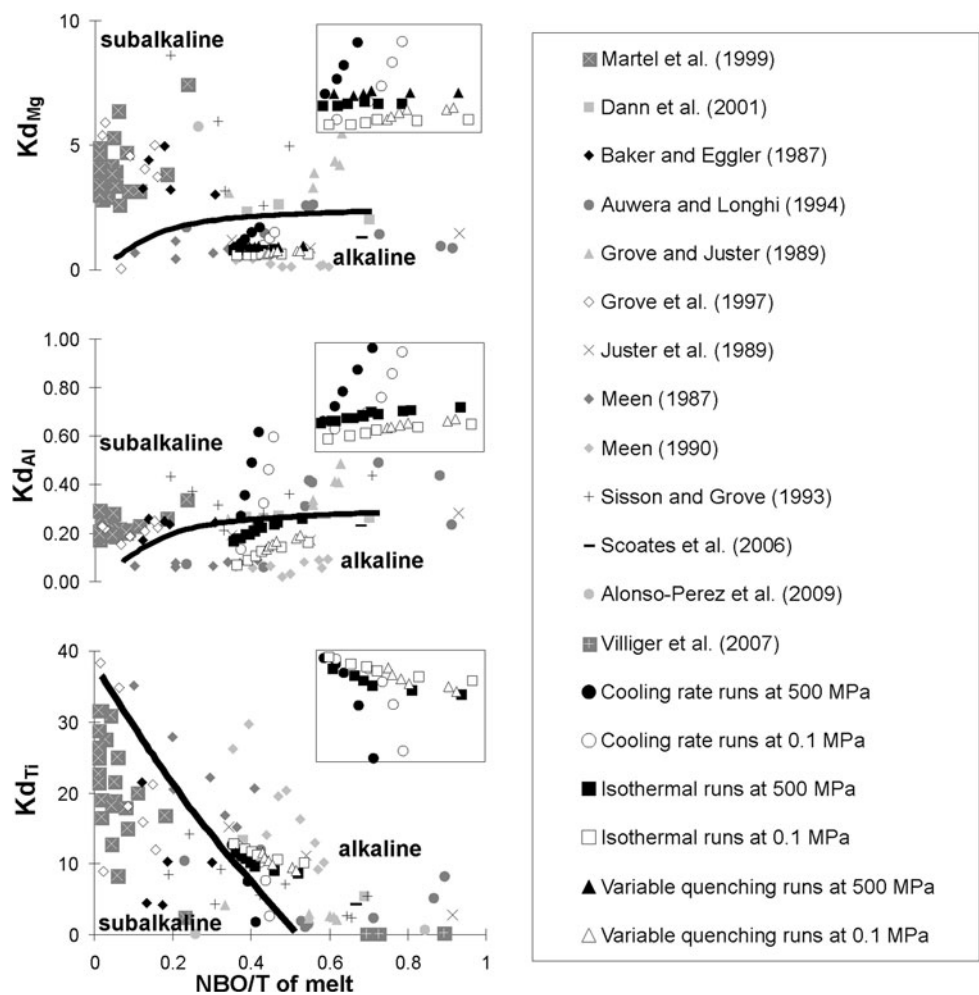 10
subalkaline
5
KdMg
0
alkaline
1.00
0.80
0.60
subalkaline
KdAl
0.40
0.20
0.00
alkaline
40
30
KdTi
20
10
alkaline
subalkaline
0
0 0.2 0.4 0.6 0.8 1
NBO/T of melt
Martel et al. (1999)
Dann et al. (2001)
Baker and Eggler (1987)
Auwera and Longhi (1994)
Grove and Juster (1989)
Grove et al. (1997)
Juster et al. (1989)
Meen (1987)
Meen (1990)
Sisson and Grove (1993)
Scoates et al. (2006)
Alonso-Perez et al. (2009)
Villiger et al. (2007)
Cooling rate runs at 500 MPa
Cooling rate runs at 0.1 MPa
Isothermal runs at 500 MPa
Isothermal runs at 0.1 MPa
Variable quenching runs at 500 MPa
Variable quenching runs at 0.1 MPa